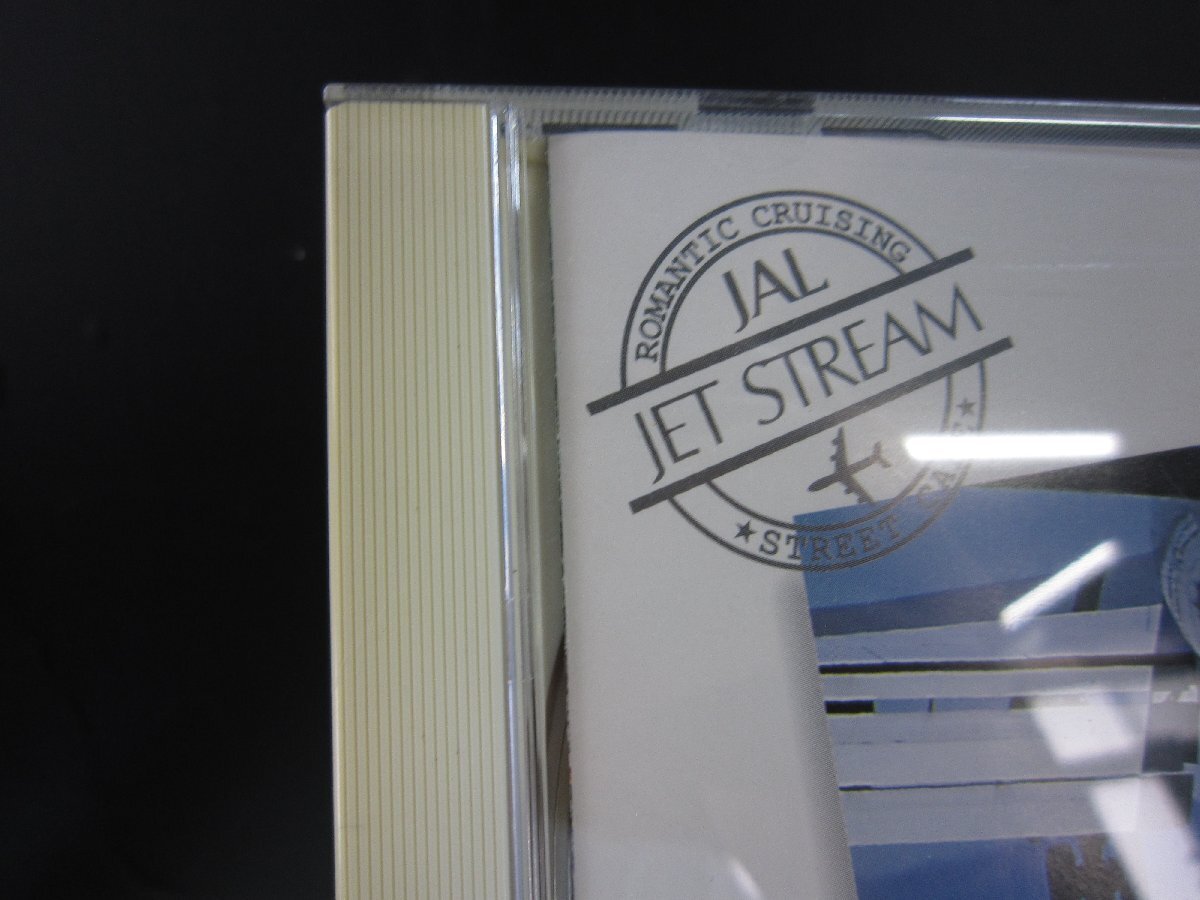 ROMANTIC CRUISING
JAL
JET STREAM
★STREET